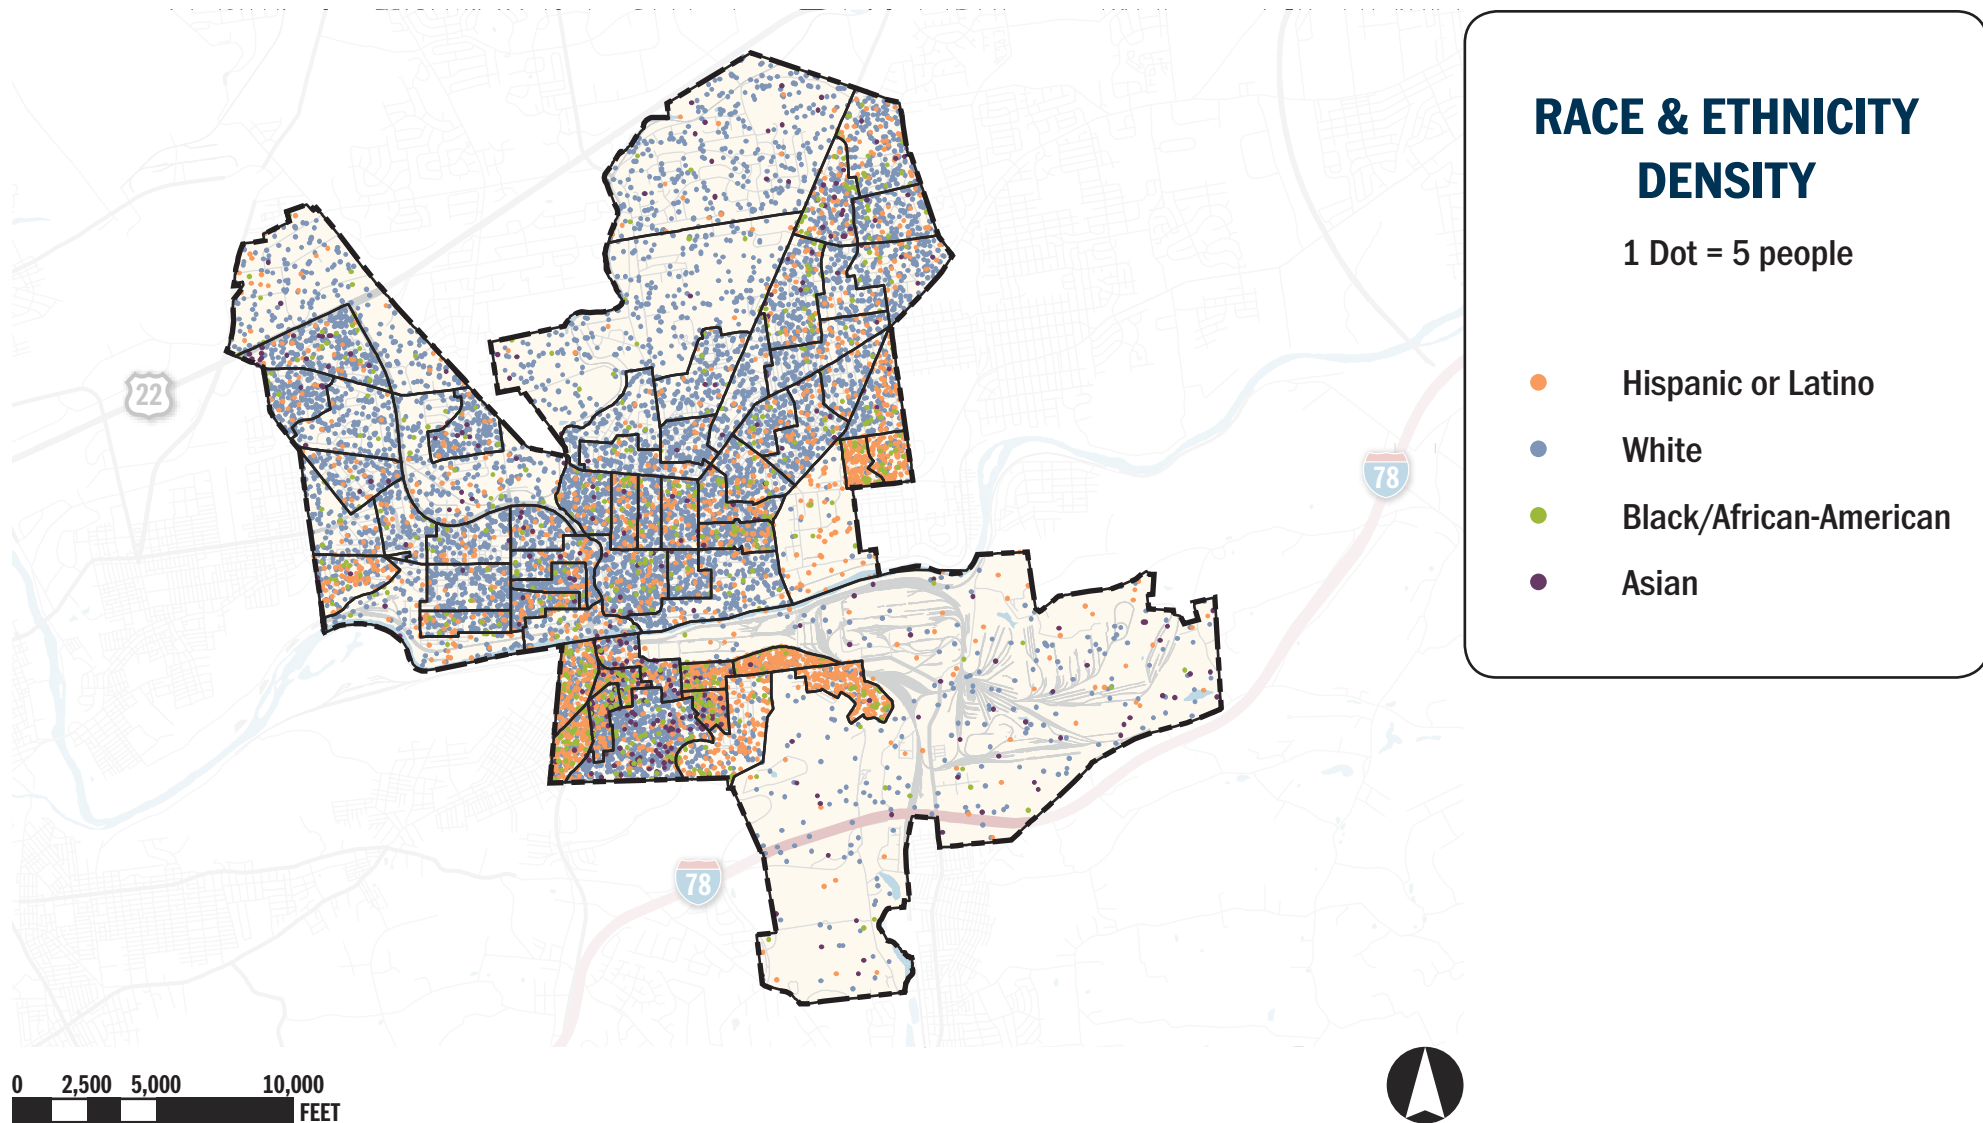 RACE & ETHNICITY
DENSITY
1 Dot = 5 people
Hispanic or Latino
White
Black/African-American
Asian
22
78
78
0 2,500 5,000 10,000
FEET